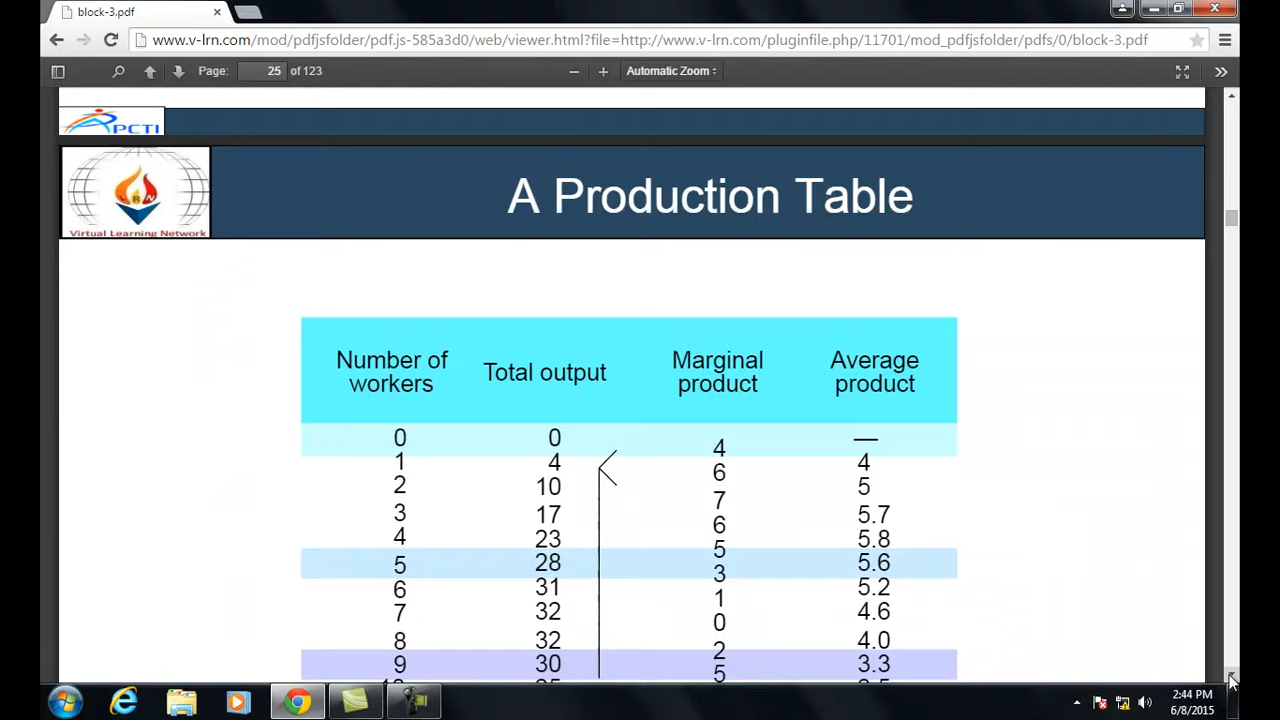 block-3.pdf
www.v-lrn.com/mod/pdfjsfolder/pdf.js-585a3d0/web/viewer.html?file=http://www.v-lrn.com/pluginfile.php/11701/mod_pdfjsfolder/pdfs/0/block-3.pdf
Page: 25 of 123
Automatic Zoom
PCTI
Virtual Learning Network
A Production Table
Number of workers Total output Marginal product Average product
0 0 —
4
1 4 4
6
2 10 5
7
3 17 5.7
6
4 23 5.8
5
5 28 5.6
3
6 31 5.2
1
7 32 4.6
0
8 32 4.0
2
9 30 3.3
5
2:44 PM
6/8/2015